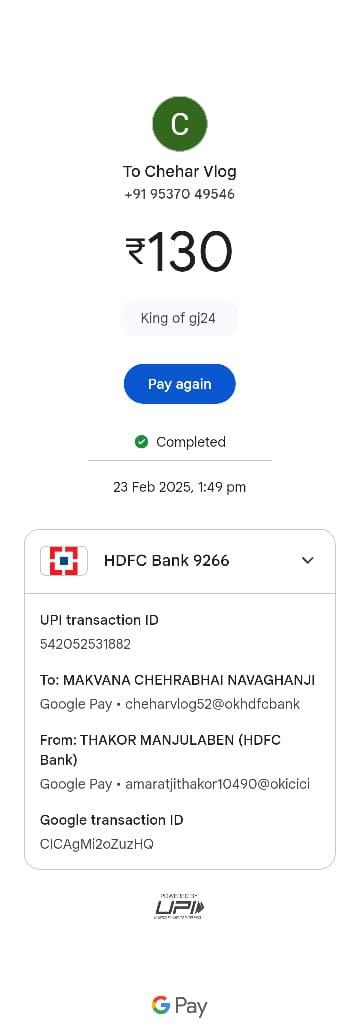 C
To Chehar Vlog
+91 95370 49546
₹130
King of gj24
Pay again
Completed
23 Feb 2025, 1:49 pm
HDFC Bank 9266
UPI transaction ID
542052531882
To: MAKVANA CHEHRABHAI NAVAGHANJI
Google Pay • cheharvlog52@okhdfcbank
From: THAKOR MANJULABEN (HDFC
Bank)
Google Pay • amaratjithakor10490@okicici
Google transaction ID
CICAgMi2oZuzHQ
POWERED BY
UPI
G Pay